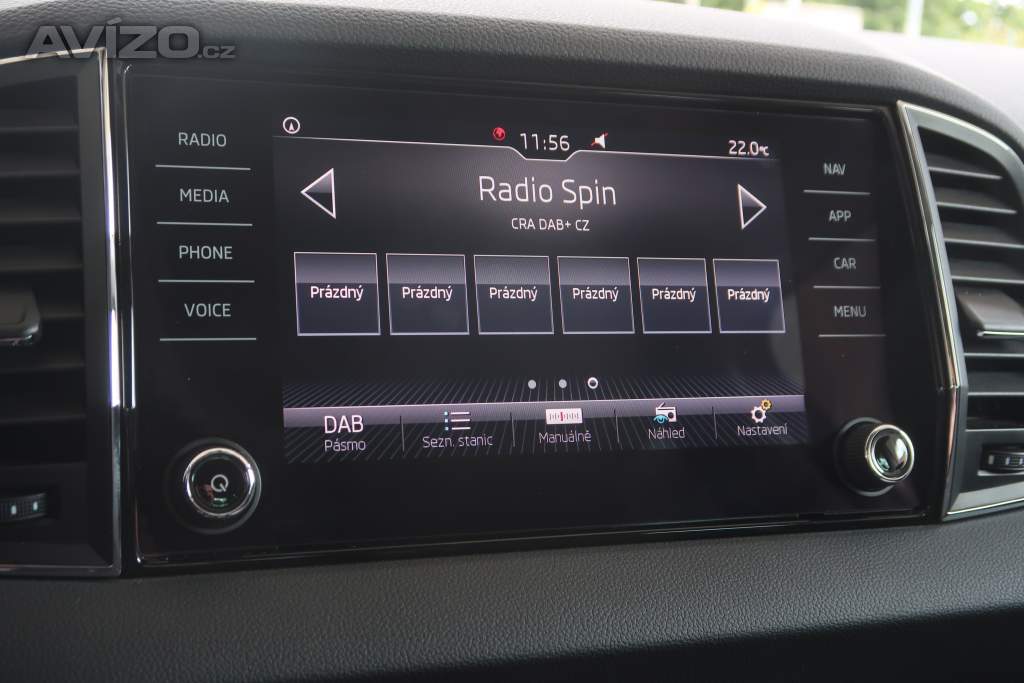 AVÍZO.cz
RADIO
MEDIA
PHONE
VOICE
11:56
22.0°C
Radio Spin
CRA DAB+ CZ
Prázdný
Prázdný
Prázdný
Prázdný
Prázdný
Prázdný
DAB
Pásmo
Sezn. stanic
Manuálně
Náhled
Nastavení
NAV
APP
CAR
MENU